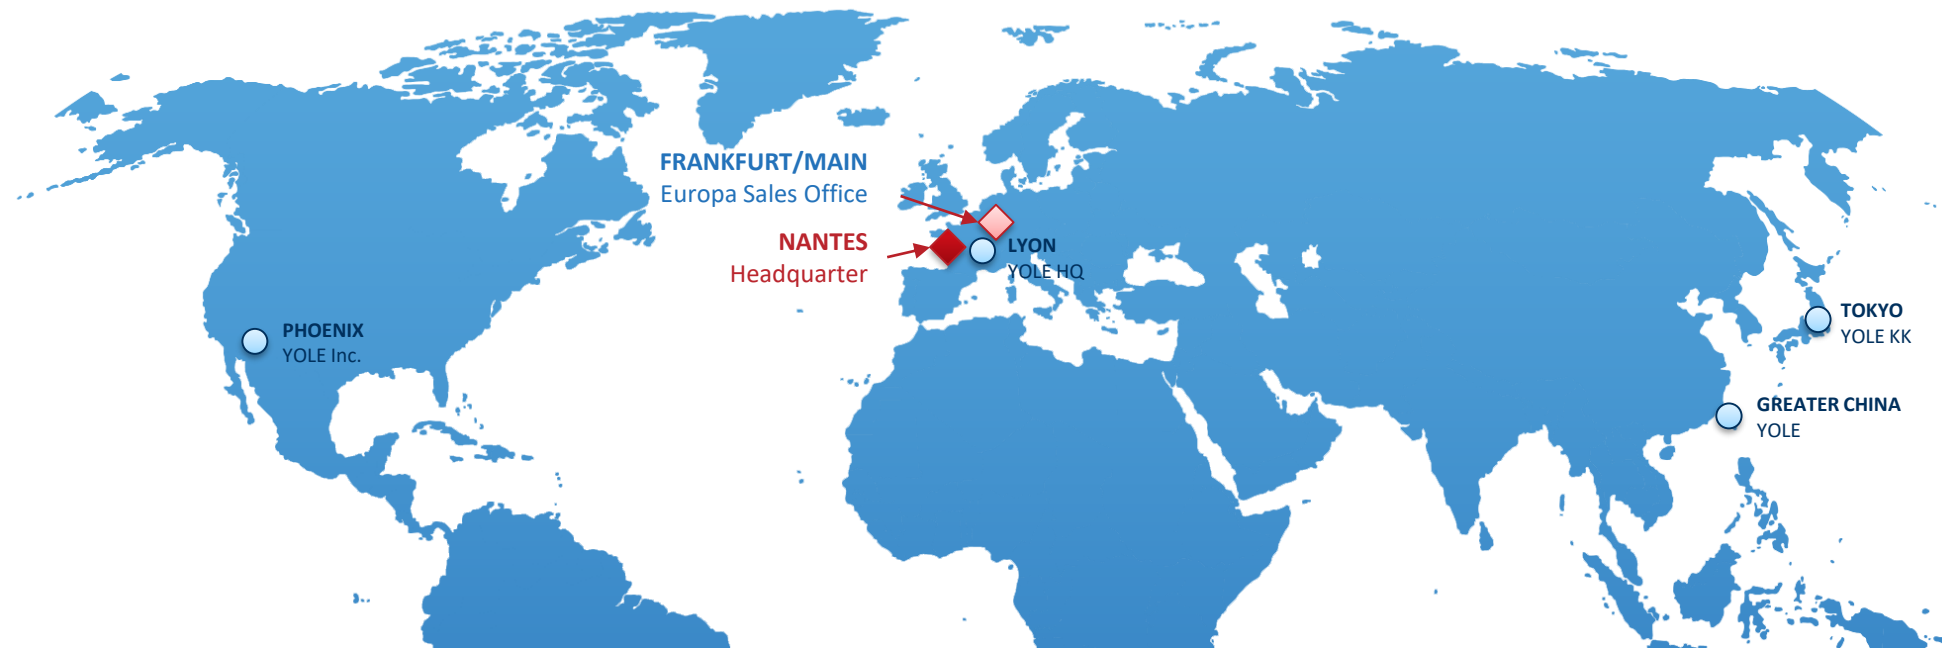 FRANKFURT/MAIN
Europa Sales Office
NANTES
Headquarter
LYON
YOLE HQ
PHOENIX
YOLE Inc.
TOKYO
YOLE KK
GREATER CHINA
YOLE